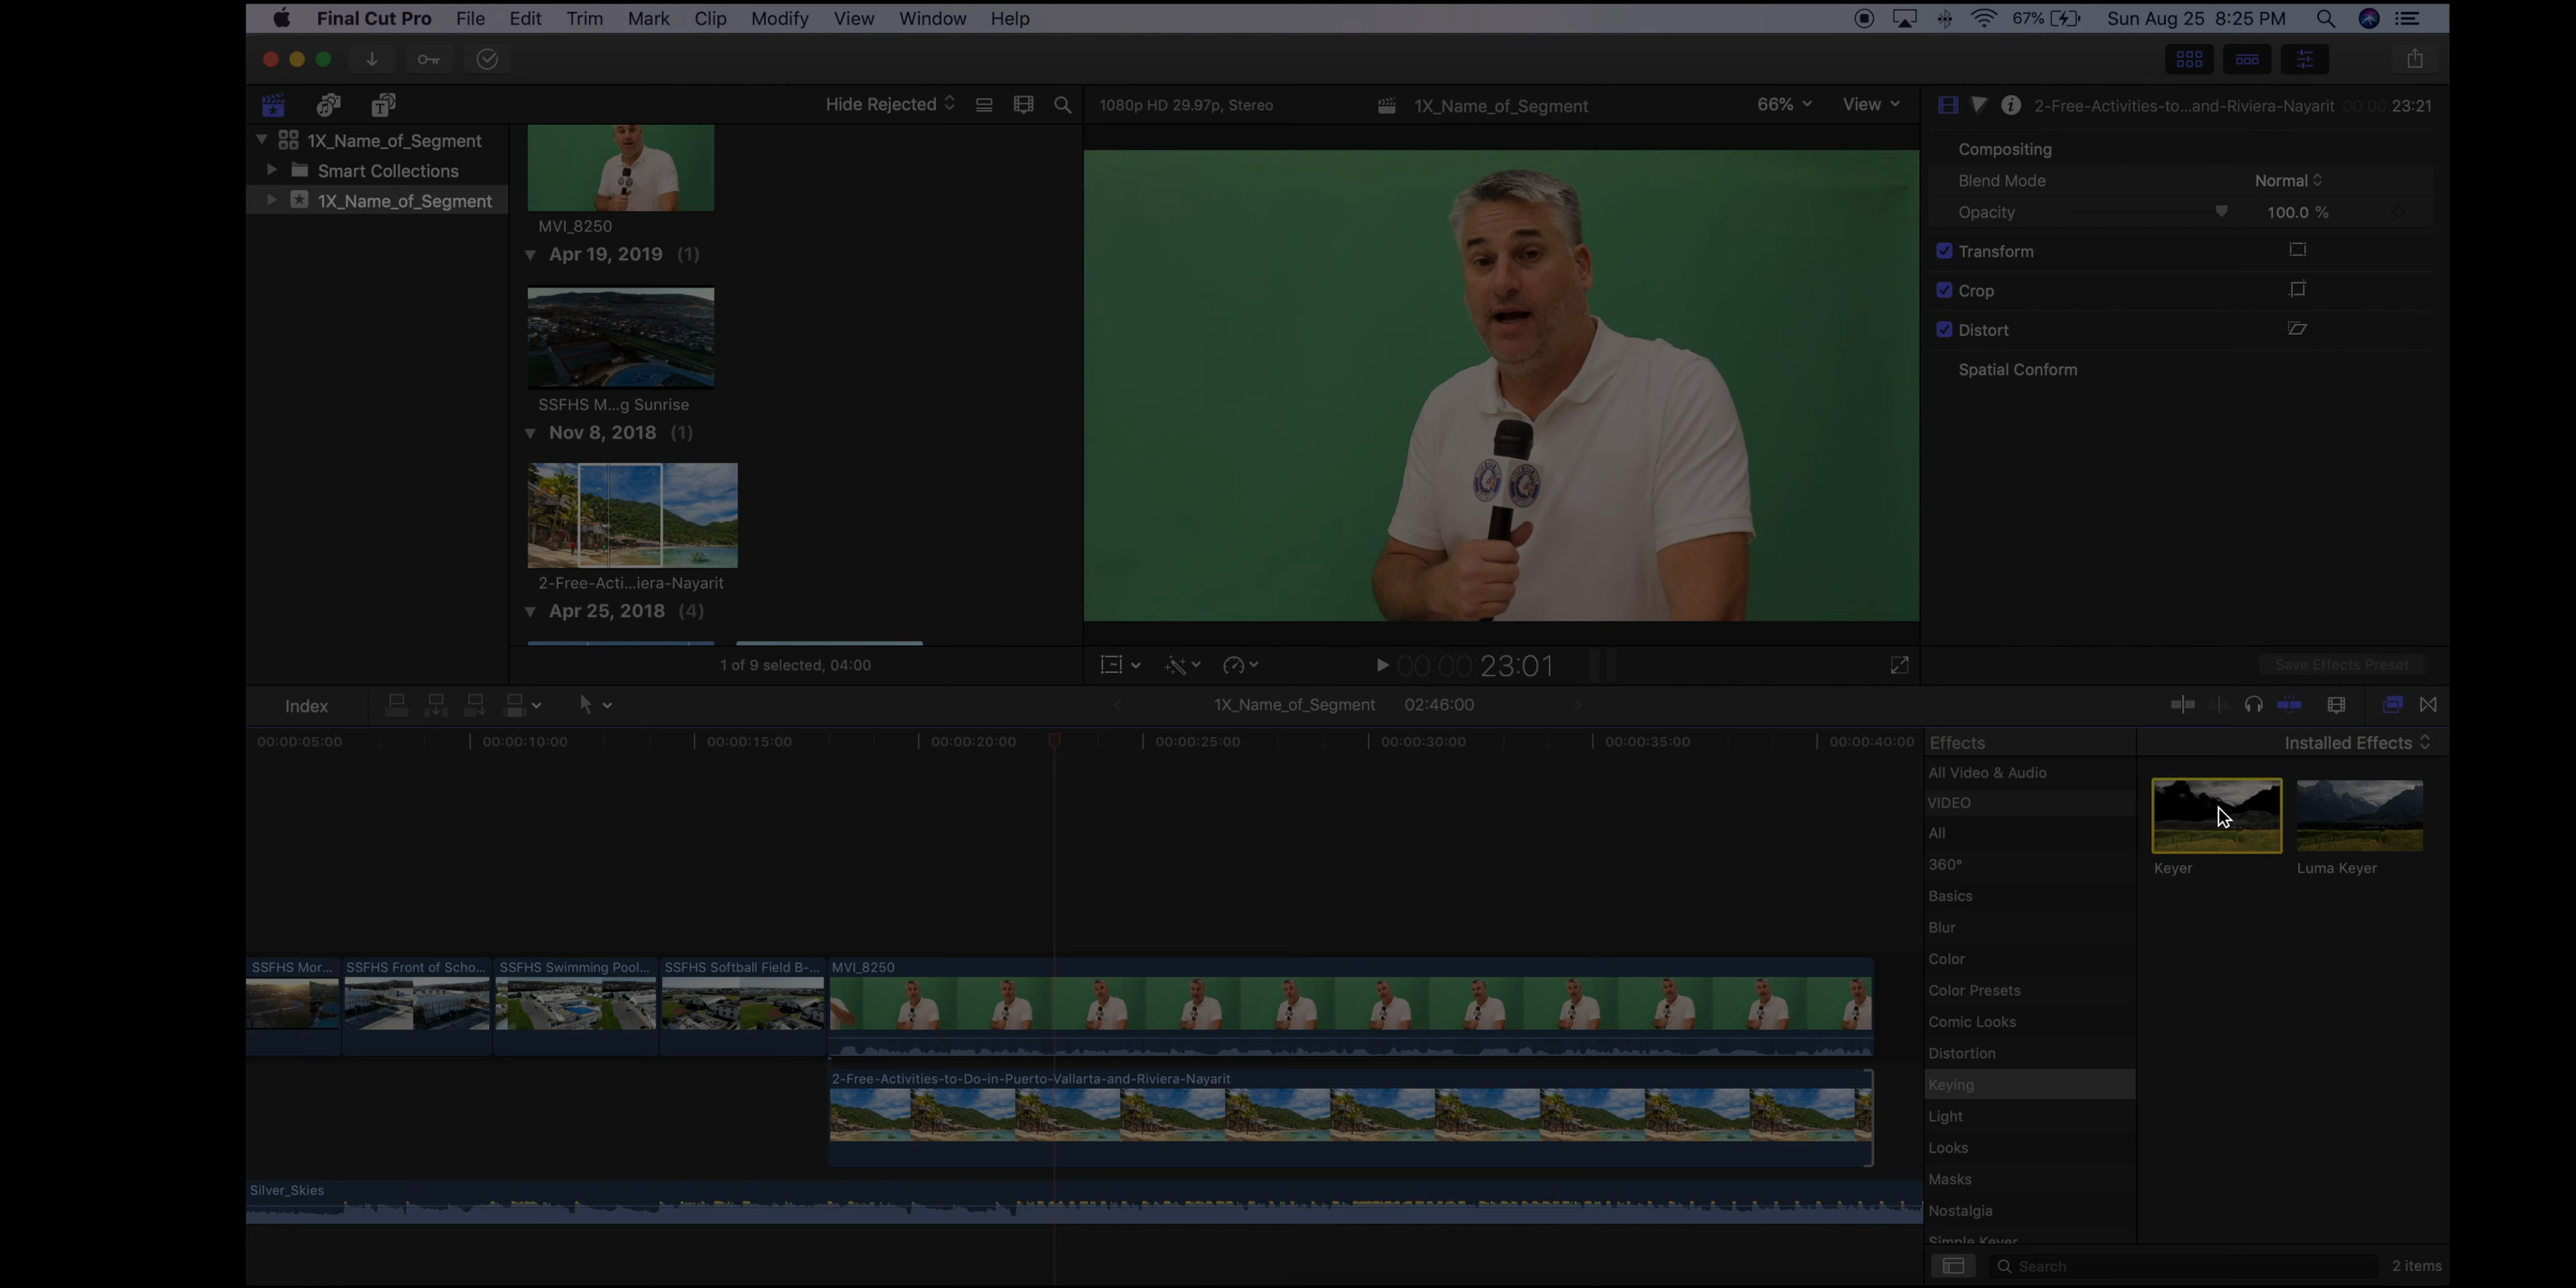 Final Cut Pro File Edit Trim Mark Clip Modify View Window Help 67% Sun Aug 25 8:25 PM
Hide Rejected
1080p HD 29.97p, Stereo 1X_Name_of_Segment 66% View
2-Free-Activities-to...and-Riviera-Nayarit 00:00:23:21
1X_Name_of_Segment
Smart Collections
1X_Name_of_Segment
MVI_8250
Apr 19, 2019 (1)
SSFHS M...g Sunrise
Nov 8, 2018 (1)
2-Free-Acti...iera-Nayarit
Apr 25, 2018 (4)
1 of 9 selected, 04:00
00:00:23:01
Compositing
Blend Mode Normal
Opacity 100.0 %
Transform
Crop
Distort
Spatial Conform
Save Effects Preset
Index
1X_Name_of_Segment 02:46:00
00:00:05:00 00:00:10:00 00:00:15:00 00:00:20:00 00:00:25:00 00:00:30:00 00:00:35:00 00:00:40:00
SSFHS Mor... SSFHS Front of Scho... SSFHS Swimming Pool... SSFHS Softball Field B-... MVI_8250
2-Free-Activities-to-Do-in-Puerto-Vallarta-and-Riviera-Nayarit
Silver_Skies
Effects Installed Effects
All Video & Audio
VIDEO
All
360°
Basics
Blur
Color
Color Presets
Comic Looks
Distortion
Keying
Light
Looks
Masks
Nostalgia
Simple Keyer
Keyer Luma Keyer
Search 2 items